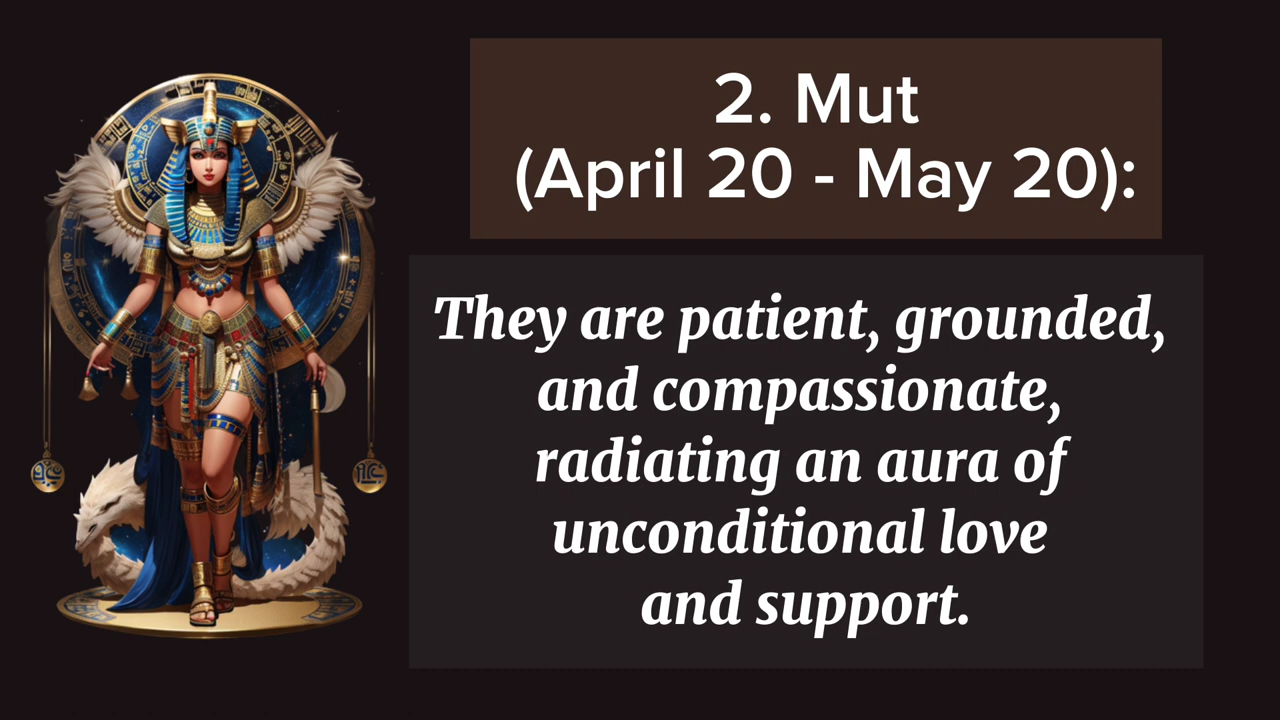 2. Mut
(April 20 - May 20):
They are patient, grounded,
and compassionate,
radiating an aura of
unconditional love
and support.